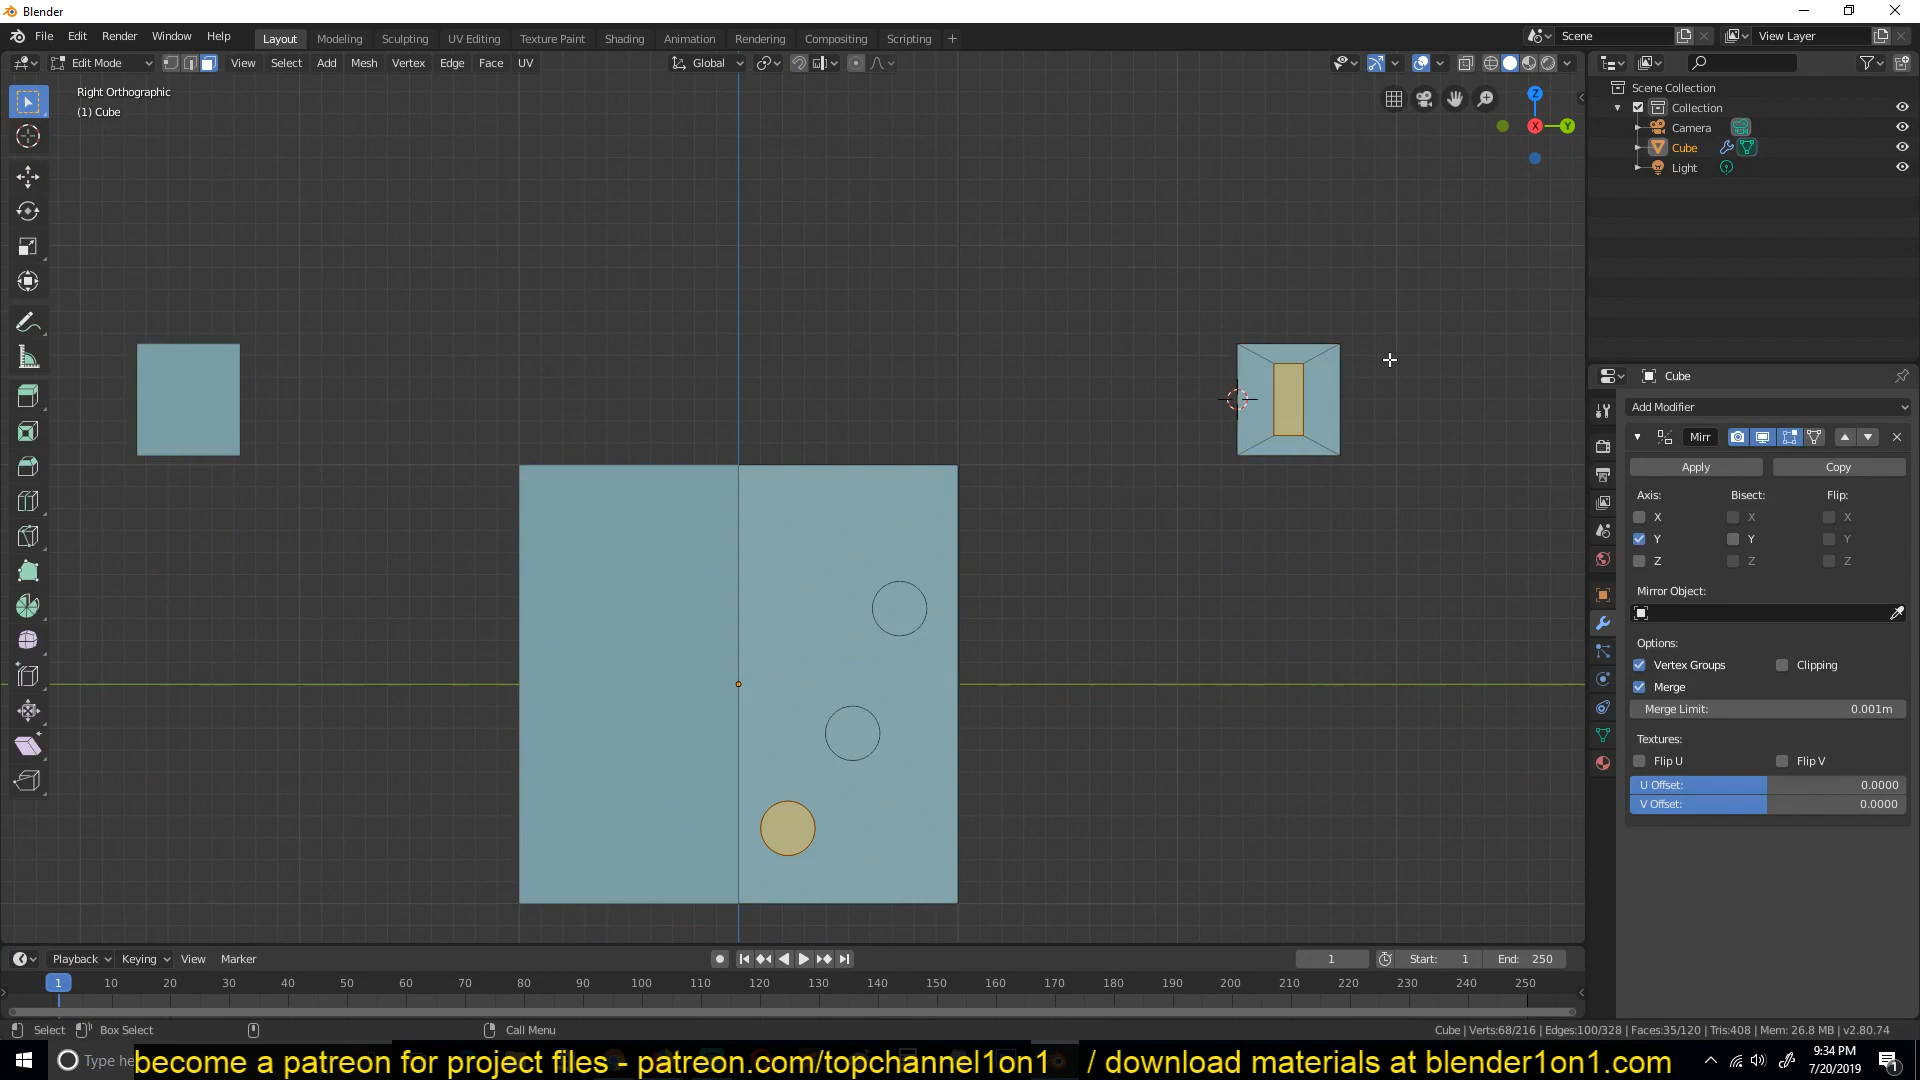 Blender
File Edit Render Window Help
Layout Modeling Sculpting UV Editing Texture Paint Shading Animation Rendering Compositing Scripting
Scene View Layer
Edit Mode View Select Add Mesh Vertex Edge Face UV Global
Right Orthographic
(1) Cube
Z
X Y
Scene Collection
Collection
Camera
Cube
Light
Cube
Add Modifier
Mirr
Apply Copy
Axis: Bisect: Flip:
X X X
Y Y Y
Z Z Z
Mirror Object:
Options:
Vertex Groups Clipping
Merge
Merge Limit: 0.001m
Textures:
Flip U Flip V
U Offset: 0.0000
V Offset: 0.0000
Playback Keying View Marker 1 Start: 1 End: 250
1 10 20 30 40 50 60 70 80 90 100 110 120 130 140 150 160 170 180 190 200 210 220 230 240 250
Select Box Select Call Menu Cube | Verts:68/216 | Edges:100/328 | Faces:35/120 | Tris:408 | Mem: 26.8 MB | v2.80.74
Type he
become a patreon for project files - patreon.com/topchannel1on1 / download materials at blender1on1.com
9:34 PM
7/20/2019
1